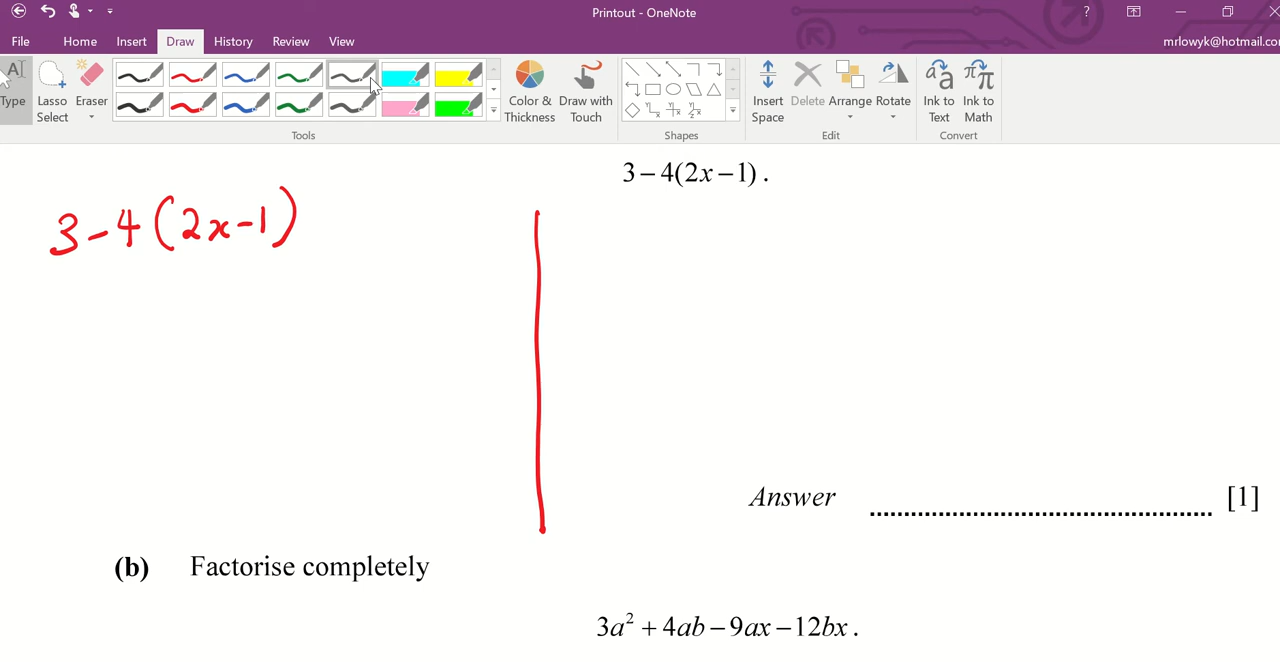 Printout - OneNote
?
File Home Insert Draw History Review View
mrlowyk@hotmail.co
Type
Lasso Select
Eraser
Color & Thickness
Draw with Touch
Insert Space
Delete
Arrange
Rotate
Ink to Text
Ink to Math
Tools
Shapes
Edit
Convert
3 – 4(2x – 1) .
3 - 4 (2x - 1)
Answer ................................................ [1]
(b) Factorise completely
3a² + 4ab – 9ax – 12bx .